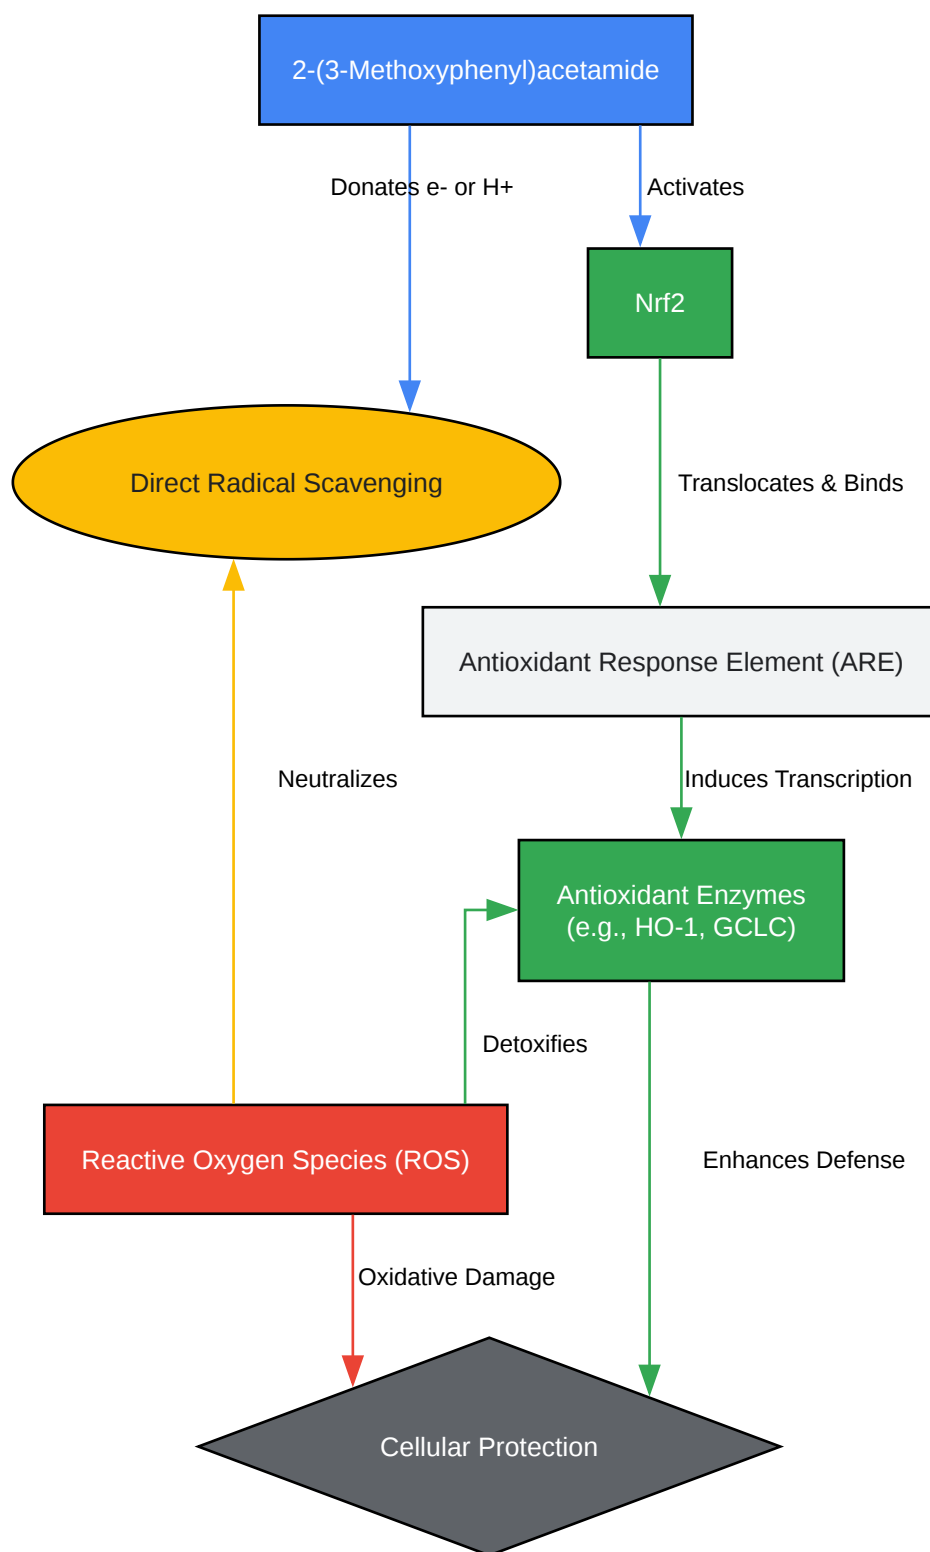 2-(3-Methoxyphenyl)acetamide
Donates e- or H+
Activates
Nrf2
Direct Radical Scavenging
Translocates & Binds
Antioxidant Response Element (ARE)
Neutralizes
Induces Transcription
Antioxidant Enzymes
(e.g., HO-1, GCLC)
Detoxifies
Reactive Oxygen Species (ROS)
Enhances Defense
Oxidative Damage
Cellular Protection